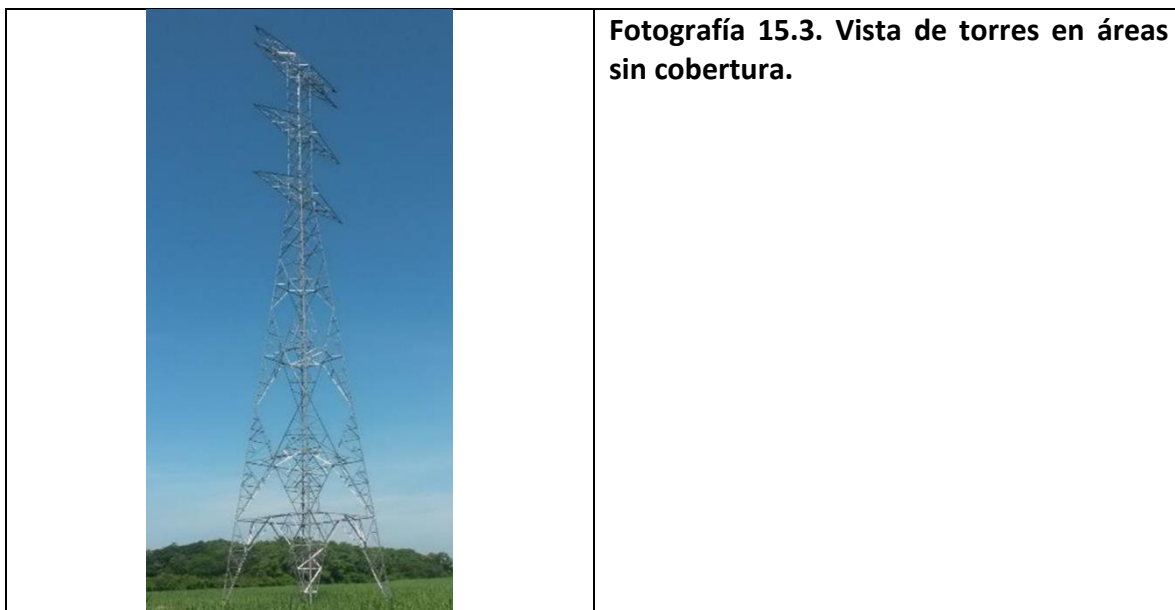 Fotografía 15.3. Vista de torres en áreas
sin cobertura.